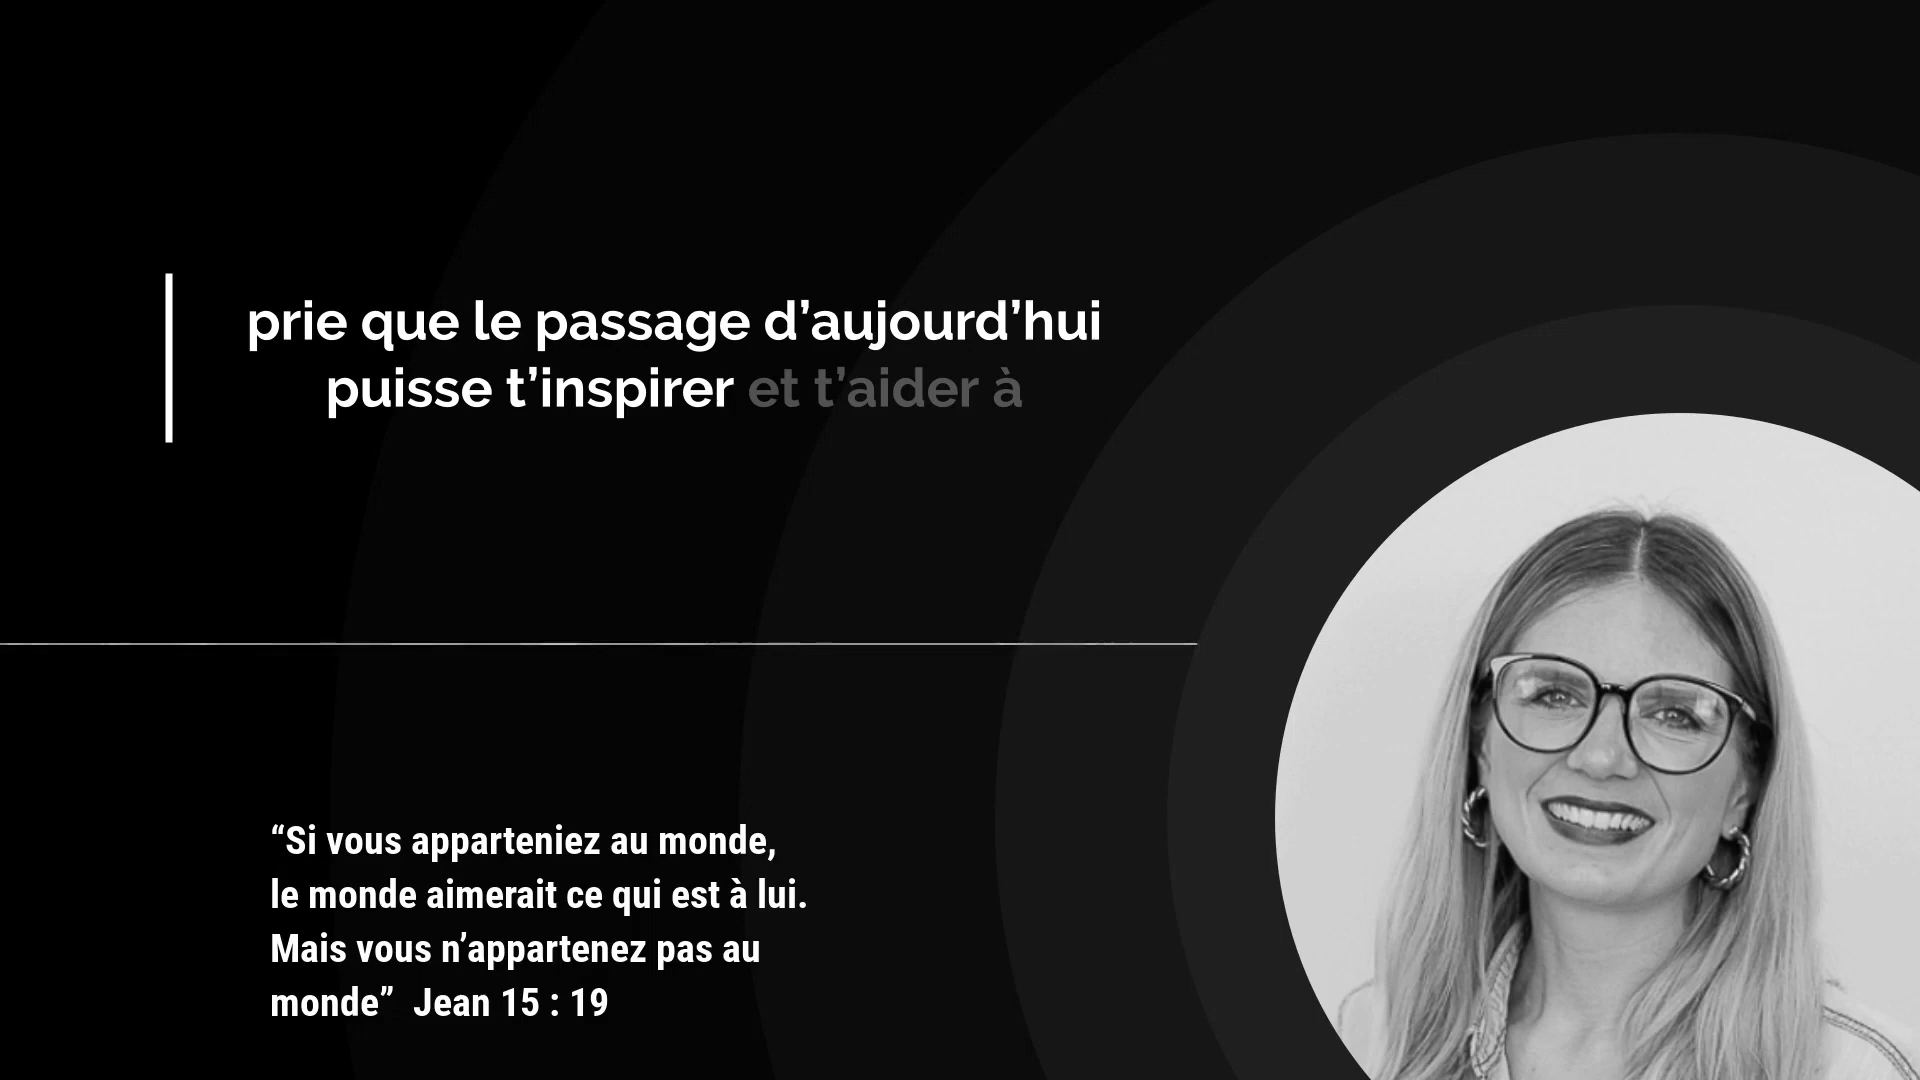 prie que le passage d’aujourd’hui
puisse t’inspirer et t’aider à
“Si vous apparteniez au monde,
le monde aimerait ce qui est à lui.
Mais vous n’appartenez pas au
monde”  Jean 15 : 19